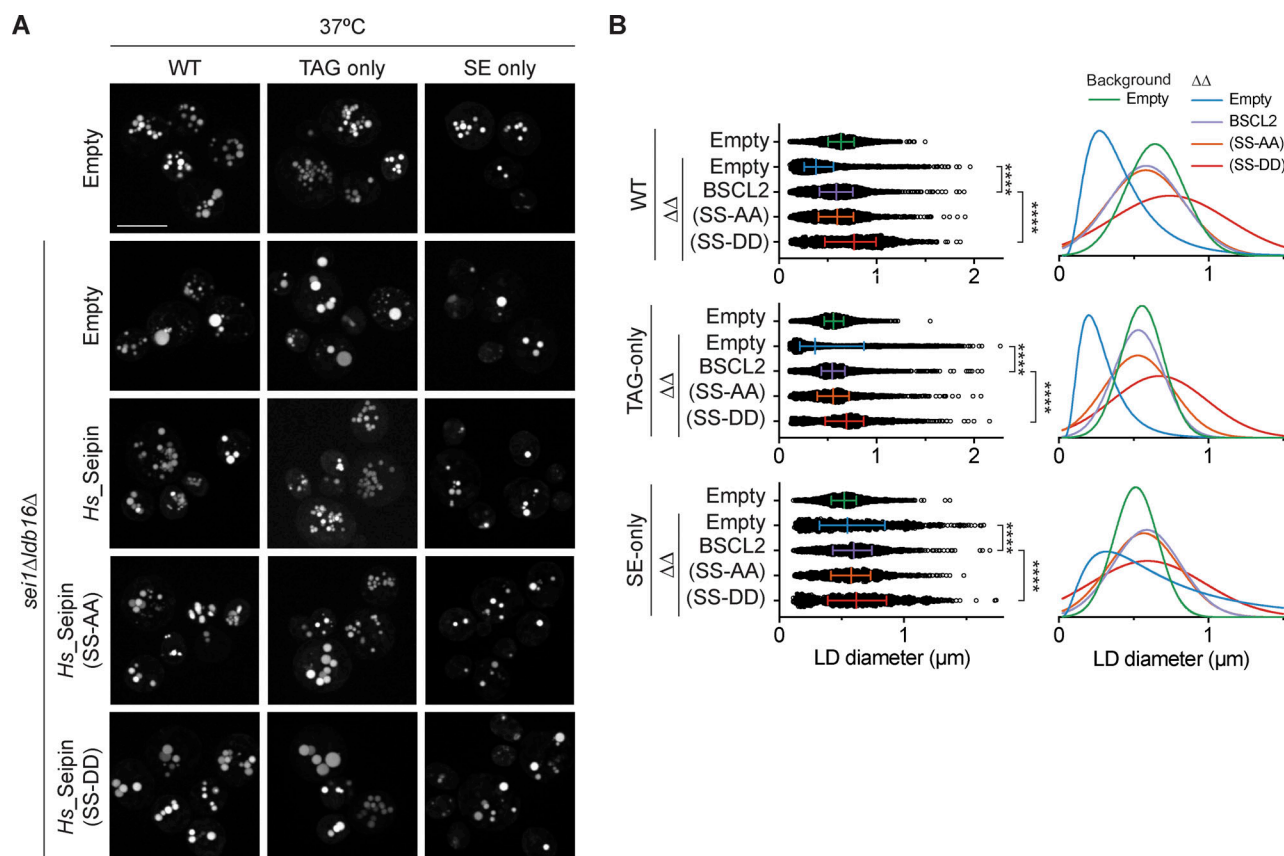 A
37ºC
WT
TAG only
SE only
Empty
sei1Δldb16Δ
Empty
Hs_Seipin
Hs_Seipin
(SS-AA)
Hs_Seipin
(SS-DD)
B
Background
Empty
ΔΔ
Empty
BSCL2
(SS-AA)
(SS-DD)
WT
ΔΔ
Empty
Empty
BSCL2
(SS-AA)
(SS-DD)
****
****
0 1 2
0 1
TAG-only
ΔΔ
Empty
Empty
BSCL2
(SS-AA)
(SS-DD)
****
****
0 1 2
0 1
SE-only
ΔΔ
Empty
Empty
BSCL2
(SS-AA)
(SS-DD)
****
****
0 1
LD diameter (µm)
0 1
LD diameter (µm)